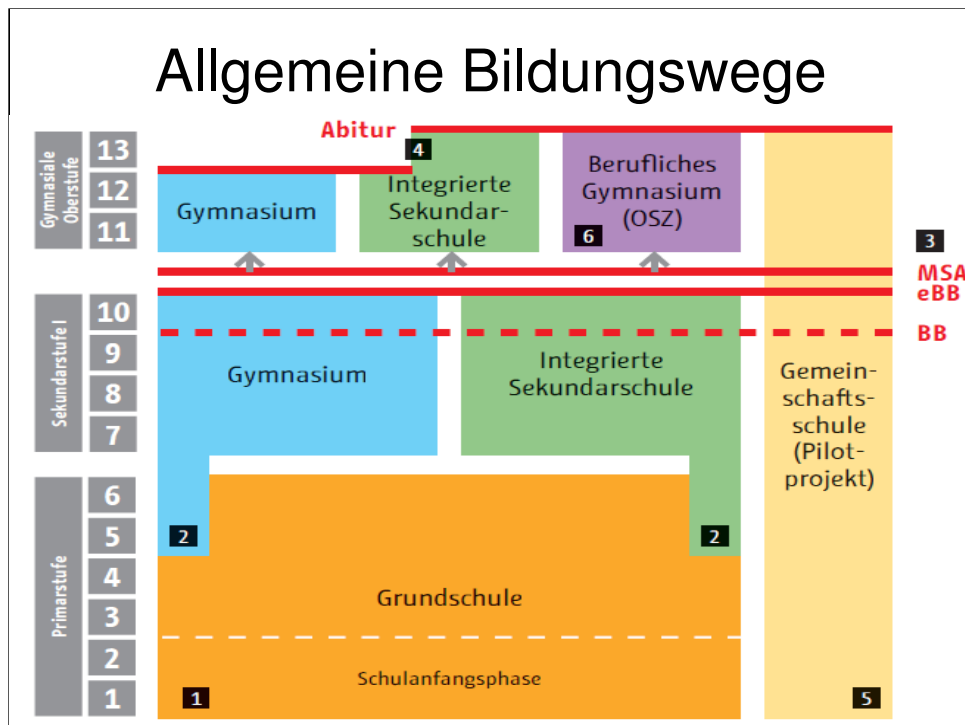 Allgemeine Bildungswege
Gymnasiale
Oberstufe
13
12
11
Abitur
4
Gymnasium
Integrierte
Sekundar-
schule
Berufliches
Gymnasium
(OSZ)
6
3
MSA
eBB
BB
Sekundarstufe I
10
9
8
7
Gymnasium
Integrierte
Sekundarschule
Gemein-
schafts-
schule
(Pilot-
projekt)
Primarstufe
6
5
4
3
2
1
2
2
Grundschule
Schulanfangsphase
1
5